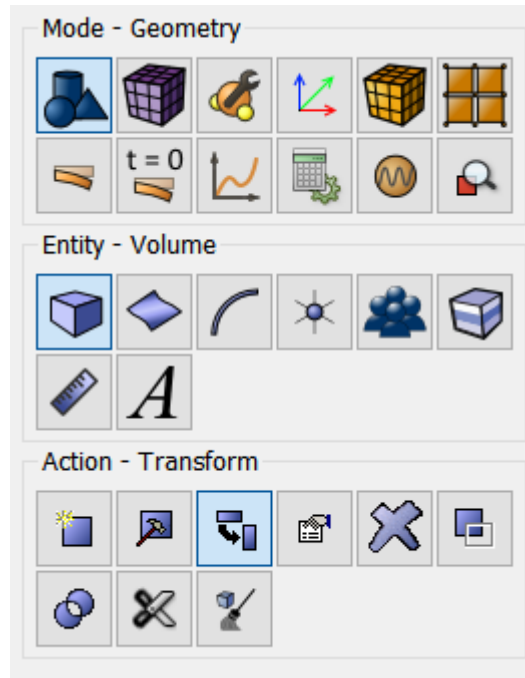 Mode - Geometry
t = 0
Entity - Volume
A
Action - Transform